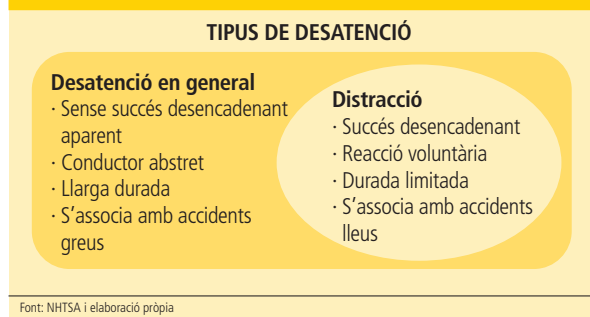 TIPUS DE DESATENCIÓ
Desatenció en general
· Sense succés desencadenant
aparent
· Conductor abstret
· Llarga durada
· S'associa amb accidents
greus
Distracció
· Succés desencadenant
· Reacció voluntària
· Durada limitada
· S'associa amb accidents
lleus
Font: NHTSA i elaboració pròpia